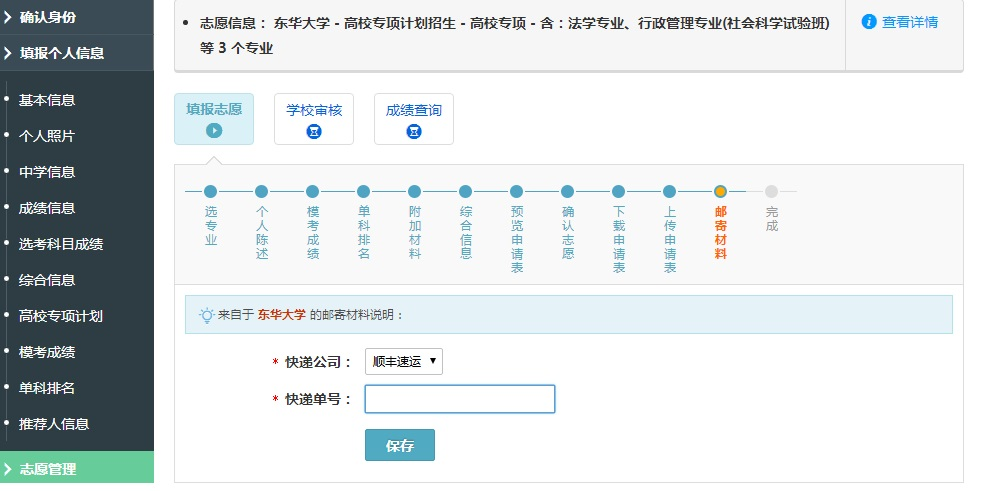 确认身份
填报个人信息
基本信息
个人照片
中学信息
成绩信息
选考科目成绩
综合信息
高校专项计划
模考成绩
单科排名
推荐人信息
志愿管理
志愿信息： 东华大学 - 高校专项计划招生 - 高校专项 - 含：法学专业、行政管理专业(社会科学试验班)
等 3 个专业
查看详情
填报志愿
学校审核
成绩查询
选专业
个人陈述
模考成绩
单科排名
附加材料
综合信息
预览申请表
确认志愿
下载申请表
上传申请表
邮寄材料
完成
来自于 东华大学 的邮寄材料说明：
* 快递公司： 顺丰速运
* 快递单号：
保存